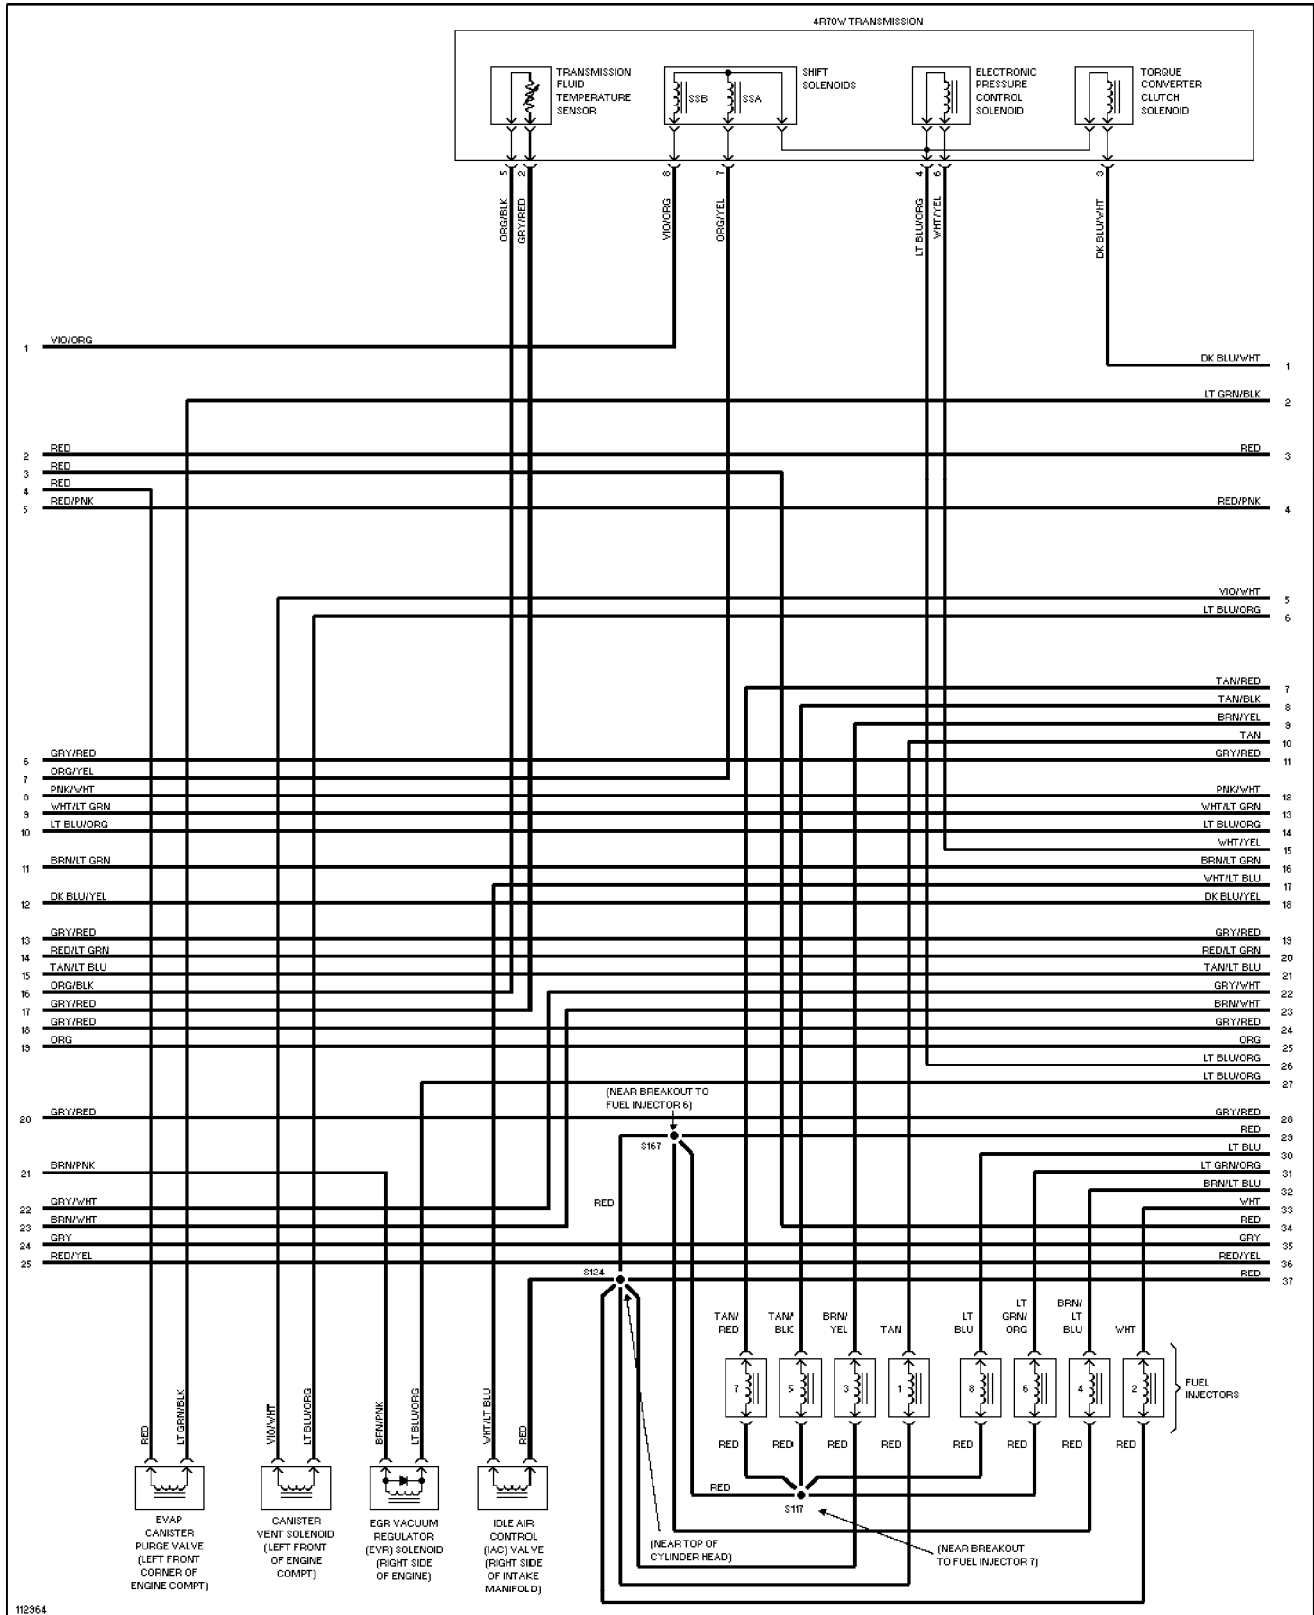 4R70W TRANSMISSION
TRANSMISSION
FLUID
TEMPERATURE
SENSOR
SSB
SSA
SHIFT
SOLENOIDS
ELECTRONIC
PRESSURE
CONTROL
SOLENOID
TORQUE
CONVERTER
CLUTCH
SOLENOID
5
2
8
7
4
6
3
ORG/BLK
GRY/RED
VIO/ORG
ORG/YEL
LT BLU/ORG
WHT/YEL
DK BLU/WHT
1 VIO/ORG
DK BLU/WHT 1
LT GRN/BLK 2
2 RED
RED 3
3 RED
4 RED
5 RED/PNK
RED/PNK 4
VIO/WHT 5
LT BLU/ORG 6
TAN/RED 7
TAN/BLK 8
BRN/YEL 9
TAN 10
6 GRY/RED
GRY/RED 11
7 ORG/YEL
8 PNK/WHT
PNK/WHT 12
9 WHT/LT GRN
WHT/LT GRN 13
10 LT BLU/ORG
LT BLU/ORG 14
WHT/YEL 15
11 BRN/LT GRN
BRN/LT GRN 16
WHT/LT BLU 17
12 DK BLU/YEL
DK BLU/YEL 18
13 GRY/RED
GRY/RED 19
14 RED/LT GRN
RED/LT GRN 20
15 TAN/LT BLU
TAN/LT BLU 21
16 ORG/BLK
GRY/WHT 22
17 GRY/RED
BRN/WHT 23
18 GRY/RED
GRY/RED 24
19 ORG
ORG 25
LT BLU/ORG 26
LT BLU/ORG 27
(NEAR BREAKOUT TO
FUEL INJECTOR 6)
20 GRY/RED
GRY/RED 28
RED 29
S167
LT BLU 30
21 BRN/PNK
LT GRN/ORG 31
BRN/LT BLU 32
RED
22 GRY/WHT
WHT 33
23 BRN/WHT
RED 34
24 GRY
GRY 35
25 RED/YEL
RED/YEL 36
S124
RED 37
TAN/
RED
TAN/
BLK
BRN/
YEL
TAN
LT
BLU
LT
GRN/
ORG
BRN/
LT
BLU
WHT
7
5
3
1
8
6
4
2
FUEL
INJECTORS
RED
RED
RED
RED
RED
RED
RED
RED
RED
LT GRN/BLK
VIO/WHT
LT BLU/ORG
BRN/PNK
LT BLU/ORG
WHT/LT BLU
RED
RED
S117
EVAP
CANISTER
PURGE VALVE
(LEFT FRONT
CORNER OF
ENGINE COMPT)
CANISTER
VENT SOLENOID
(LEFT FRONT
OF ENGINE
COMPT)
EGR VACUUM
REGULATOR
(EVR) SOLENOID
(RIGHT SIDE
OF ENGINE)
IDLE AIR
CONTROL
(IAC) VALVE
(RIGHT SIDE
OF INTAKE
MANIFOLD)
(NEAR TOP OF
CYLINDER HEAD)
(NEAR BREAKOUT
TO FUEL INJECTOR 7)
112964